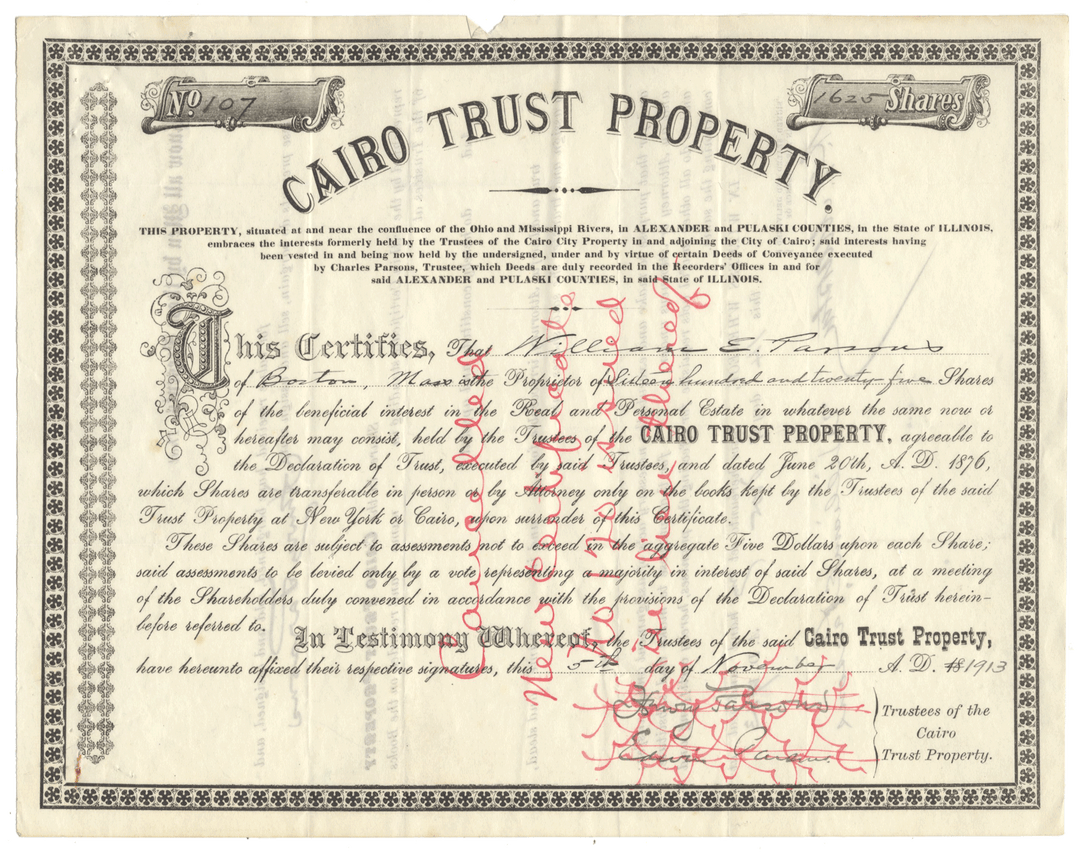 No 107
1625 Shares
CAIRO TRUST PROPERTY.
THIS PROPERTY, situated at and near the confluence of the Ohio and Mississippi Rivers, in ALEXANDER and PULASKI COUNTIES, in the State of ILLINOIS,
embraces the interests formerly held by the Trustees of the Cairo City Property in and adjoining the City of Cairo; said interests having
been vested in and being now held by the undersigned, under and by virtue of certain Deeds of Conveyance executed
by Charles Parsons, Trustee, which Deeds are duly recorded in the Recorders' Offices in and for
said ALEXANDER and PULASKI COUNTIES, in said State of ILLINOIS.
This Certifies, That William E. Parsons
of Boston, Mass is the Proprietor of Sixteen hundred and twenty-five Shares
of the beneficial interest in the Real and Personal Estate in whatever the same now or
hereafter may consist, held by the Trustees of the CAIRO TRUST PROPERTY, agreeable to
the Declaration of Trust, executed by said Trustees, and dated June 20th, A. D. 1876,
which Shares are transferable in person or by Attorney only on the books kept by the Trustees of the said
Trust Property at New York or Cairo, upon surrender of this Certificate.
These Shares are subject to assessments not to exceed in the aggregate Five Dollars upon each Share;
said assessments to be levied only by a vote representing a majority in interest of said Shares, at a meeting
of the Shareholders duly convened in accordance with the provisions of the Declaration of Trust herein-
before referred to.
In Testimony Whereof, the Trustees of the said Cairo Trust Property,
have hereunto affixed their respective signatures, this 5th day of November A. D. 1913
Henry Parsons
Edwin Parsons
Trustees of the
Cairo
Trust Property.
Cancelled
New Certificate
No 117 issued
in lieu thereof